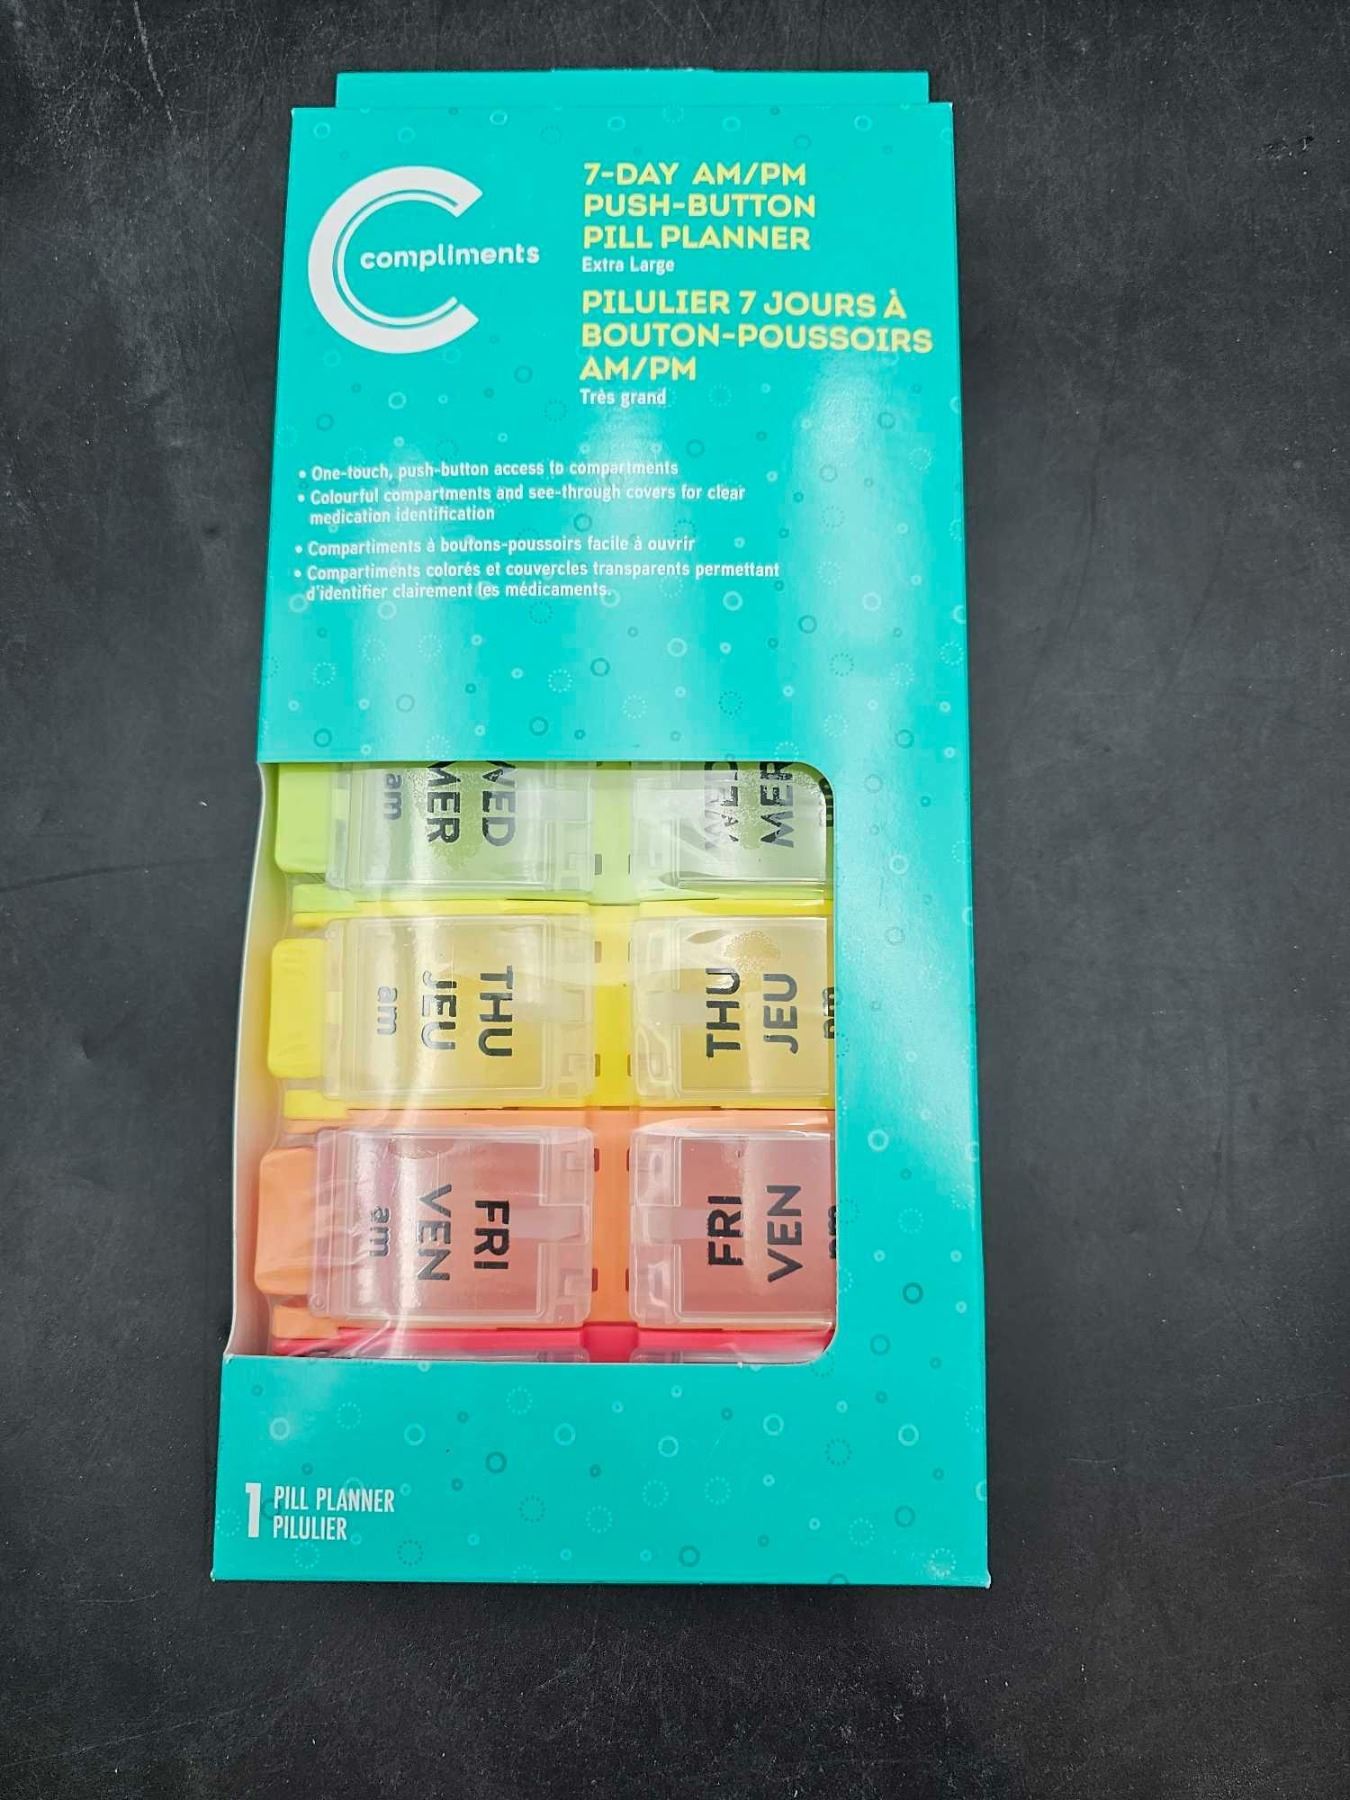 compliments
7-DAY AM/PM
PUSH-BUTTON
PILL PLANNER
Extra Large
PILULIER 7 JOURS À
BOUTON-POUSSOIRS
AM/PM
Très grand
• One-touch, push-button access to compartments
• Colourful compartments and see-through covers for clear
medication identification
• Compartiments à boutons-poussoirs facile à ouvrir
• Compartiments colorés et couvercles transparents permettant
d'identifier clairement les médicaments.
WED
MER
am
WED
MER
THU
JEU
am
THU
JEU
FRI
VEN
am
FRI
VEN
1 PILL PLANNER
PILULIER